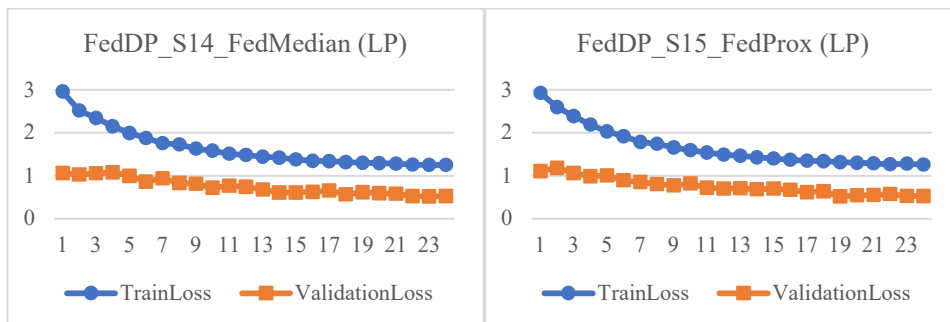 FedDP_S14_FedMedian (LP)
3
2
1
0
1 3 5 7 9 11 13 15 17 19 21 23
TrainLoss ValidationLoss
FedDP_S15_FedProx (LP)
3
2
1
0
1 3 5 7 9 11 13 15 17 19 21 23
TrainLoss ValidationLoss